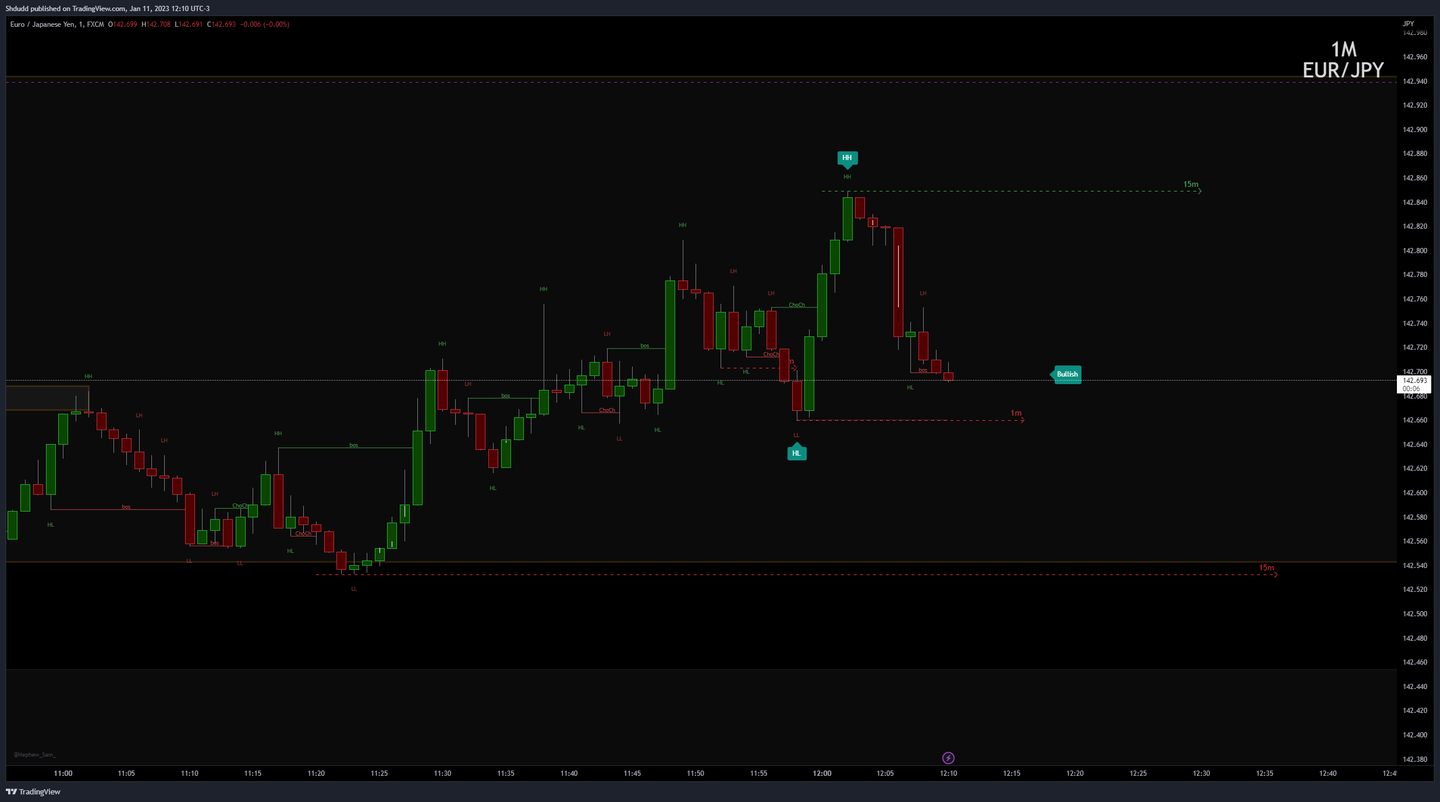 Shdudd published on TradingView.com, Jan 11, 2023 12:10 UTC-3
Euro / Japanese Yen, 1, FXCM O142.699 H142.708 L142.691 C142.693 −0.006 (−0.00%)
JPY
142.980
1M
EUR/JPY
142.960
142.940
142.920
142.900
142.880
142.860
142.840
142.820
142.800
142.780
142.760
142.740
142.720
142.700
142.693
00:06
142.680
142.660
142.640
142.620
142.600
142.580
142.560
142.540
142.520
142.500
142.480
142.460
142.440
142.420
142.400
142.380
HH
HH
15m
HH
LH
LH
ChoCh
HH
LH
LH
bos
ChoCh
HL
HL
bos
HL
Bullish
HH
LH
bos
ChoCh
HL
LL
HL
1m
LL
HL
HH
LH
LH
HH
bos
HL
LH
bos
ChoCh
HL
bos
ChoCh
HL
LL
LL
15m
LL
@Nephew_Sam_
11:00 11:05 11:10 11:15 11:20 11:25 11:30 11:35 11:40 11:45 11:50 11:55 12:00 12:05 12:10 12:15 12:20 12:25 12:30 12:35 12:40
TradingView